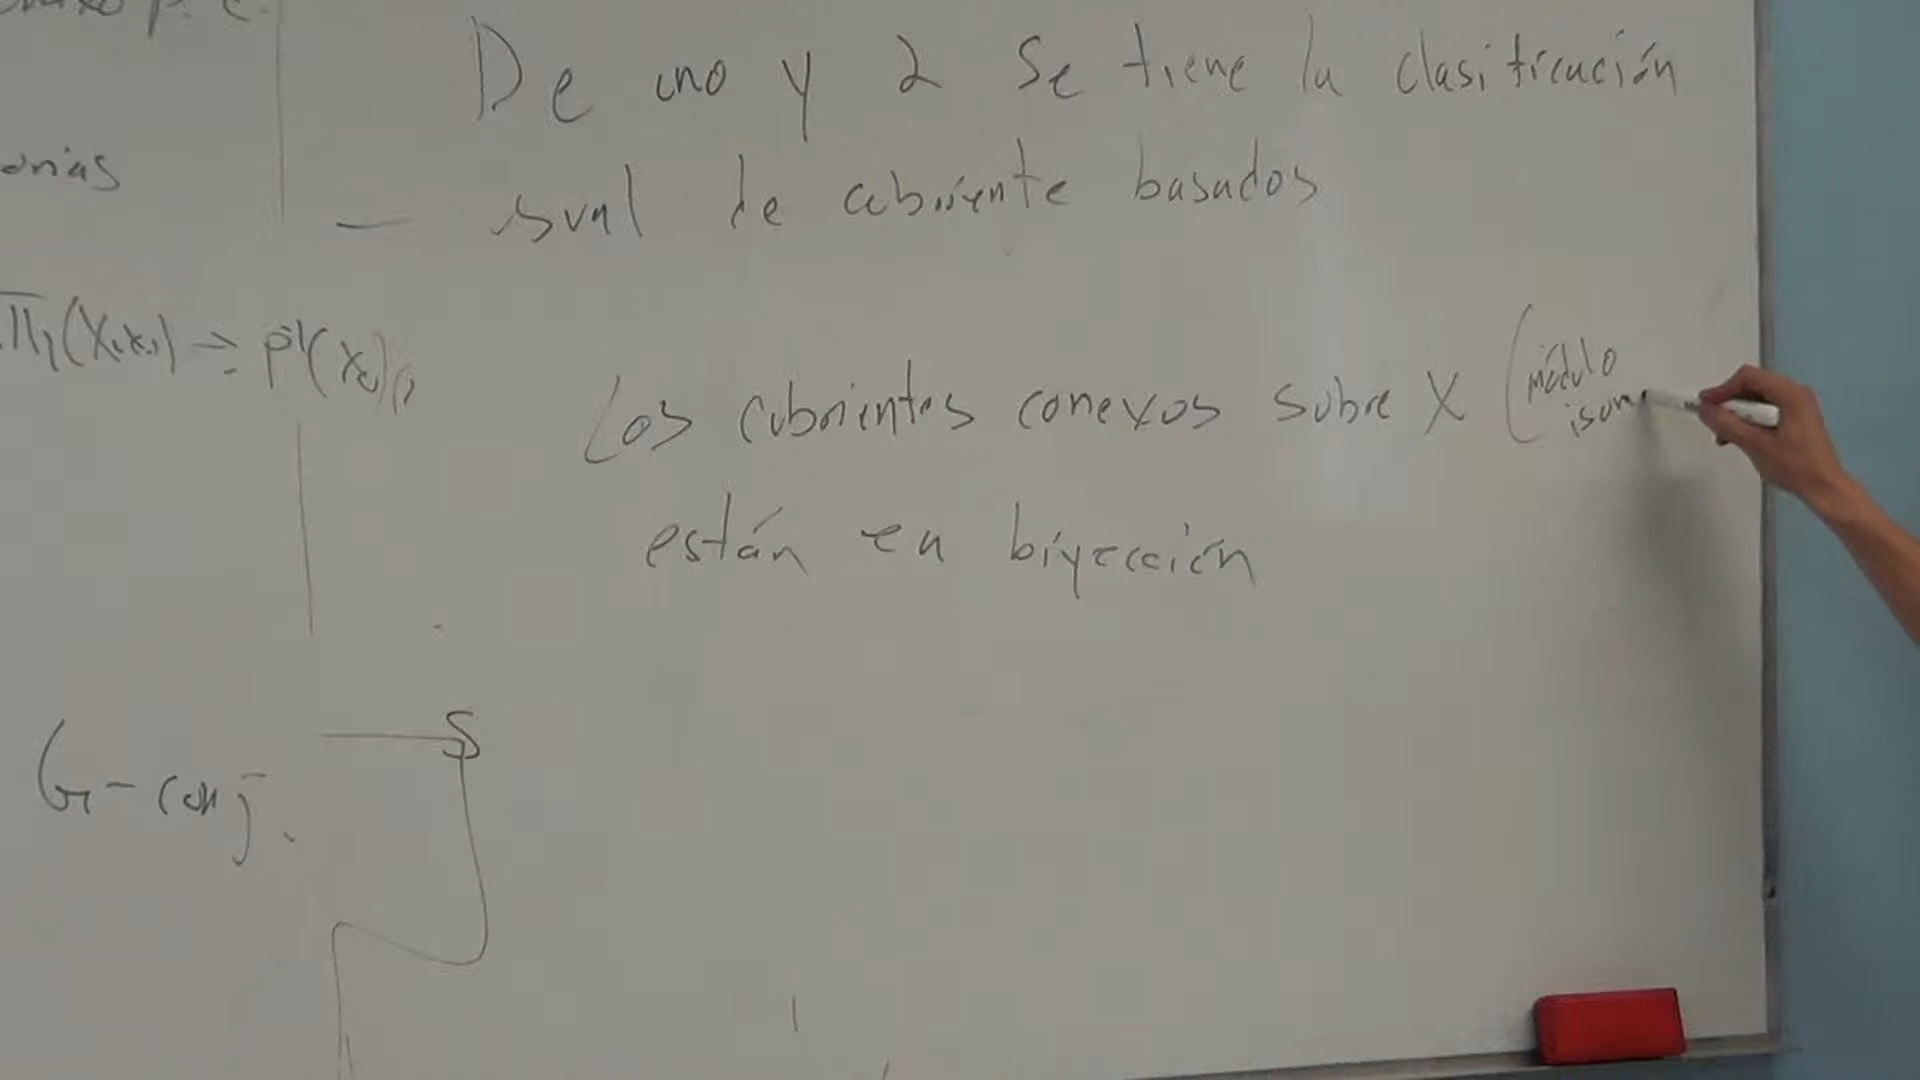 De uno y 2 se tiene la clasificación
— sual de cubriente basados
onias
π₁(X,x₀) → p⁻¹(x₀)
Los cubrientes conexos sobre X (módulo
isom
están en biyección
G-conj.
S